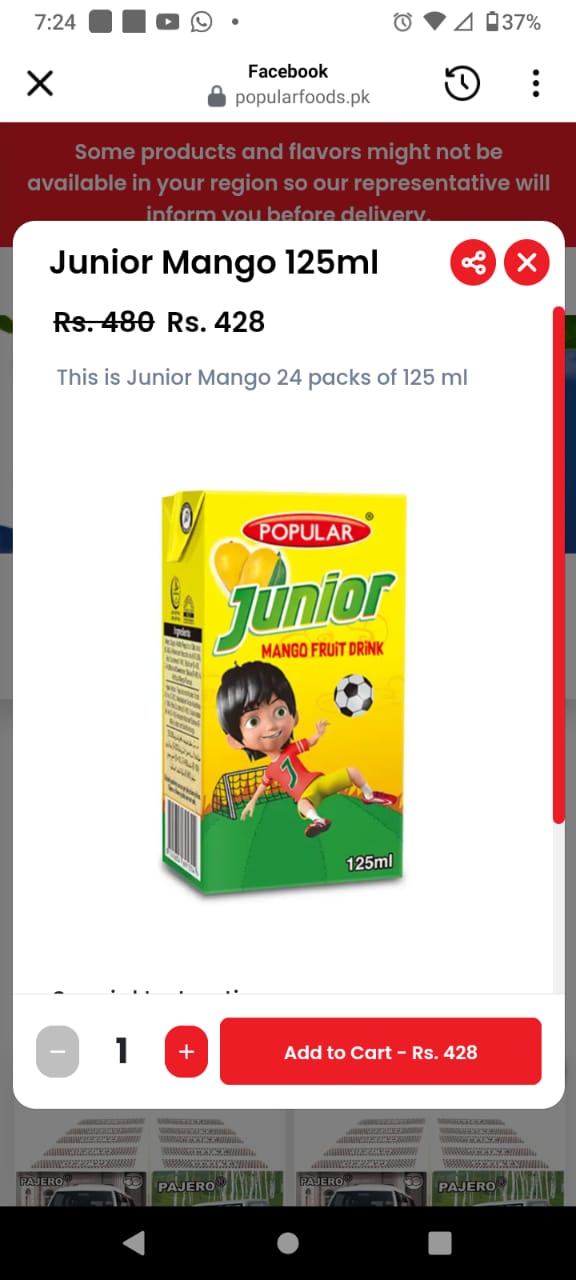 7:24
37%
Facebook
popularfoods.pk
Some products and flavors might not be
available in your region so our representative will
inform you before delivery.
Junior Mango 125ml
Rs. 480 Rs. 428
This is Junior Mango 24 packs of 125 ml
POPULAR
Junior
MANGO FRUIT DRINK
Ingredients
J
125ml
1
Add to Cart - Rs. 428
PAJERO
PAJERO
PAJERO
PAJERO